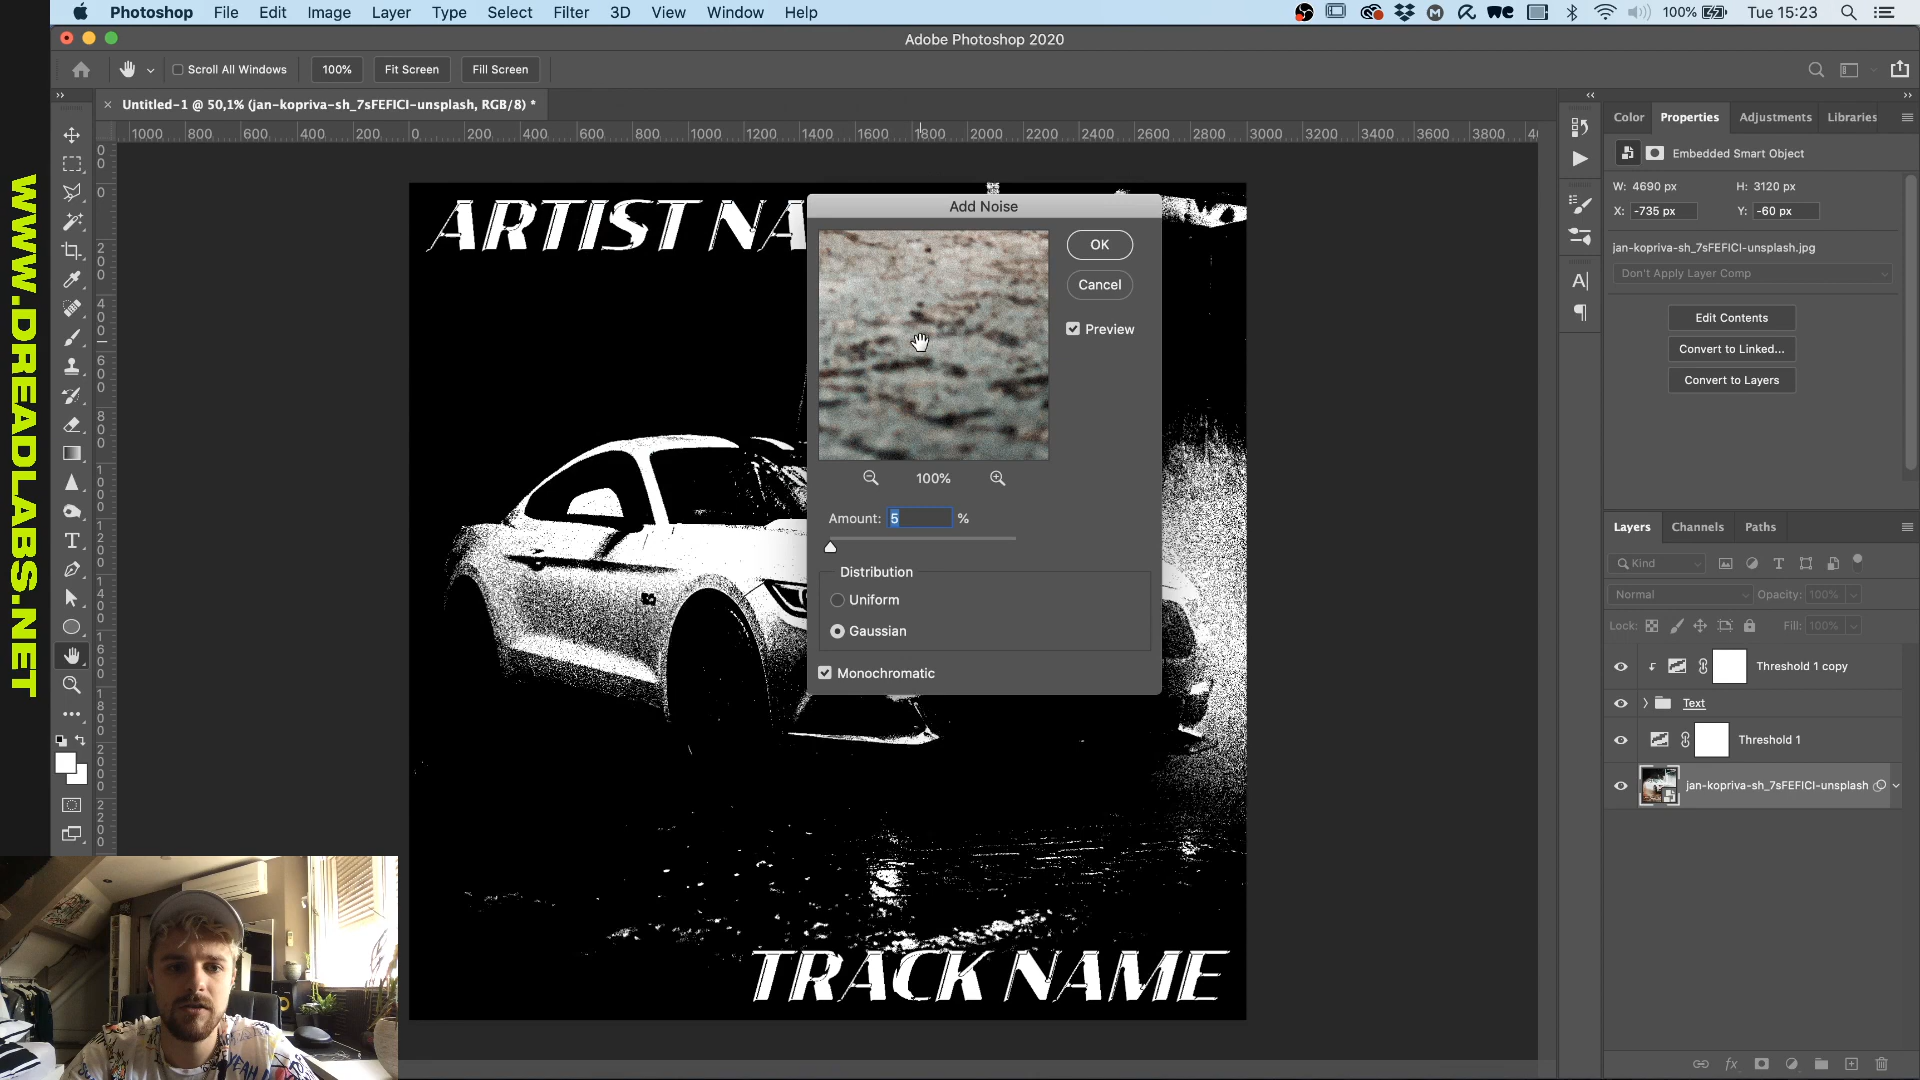 Photoshop File Edit Image Layer Type Select Filter 3D View Window Help
100% Tue 15:23
Adobe Photoshop 2020
Scroll All Windows 100% Fit Screen Fill Screen
Untitled-1 @ 50,1% (jan-kopriva-sh_7sFEFICI-unsplash, RGB/8) *
1000 800 600 400 200 0 200 400 600 800 1000 1200 1400 1600 1800 2000 2200 2400 2600 2800 3000 3200 3400 3600 3800
Color Properties Adjustments Libraries
Embedded Smart Object
W: 4690 px H: 3120 px
X: -735 px Y: -60 px
jan-kopriva-sh_7sFEFICI-unsplash.jpg
Don't Apply Layer Comp
Edit Contents
Convert to Linked...
Convert to Layers
WWW.DREADLABS.NET
ARTIST NA
Add Noise
OK
Cancel
Preview
100%
Amount: 5 %
Distribution
Uniform
Gaussian
Monochromatic
TRACK NAME
Layers Channels Paths
Kind
Normal Opacity: 100%
Lock: Fill: 100%
Threshold 1 copy
Text
Threshold 1
jan-kopriva-sh_7sFEFICI-unsplash